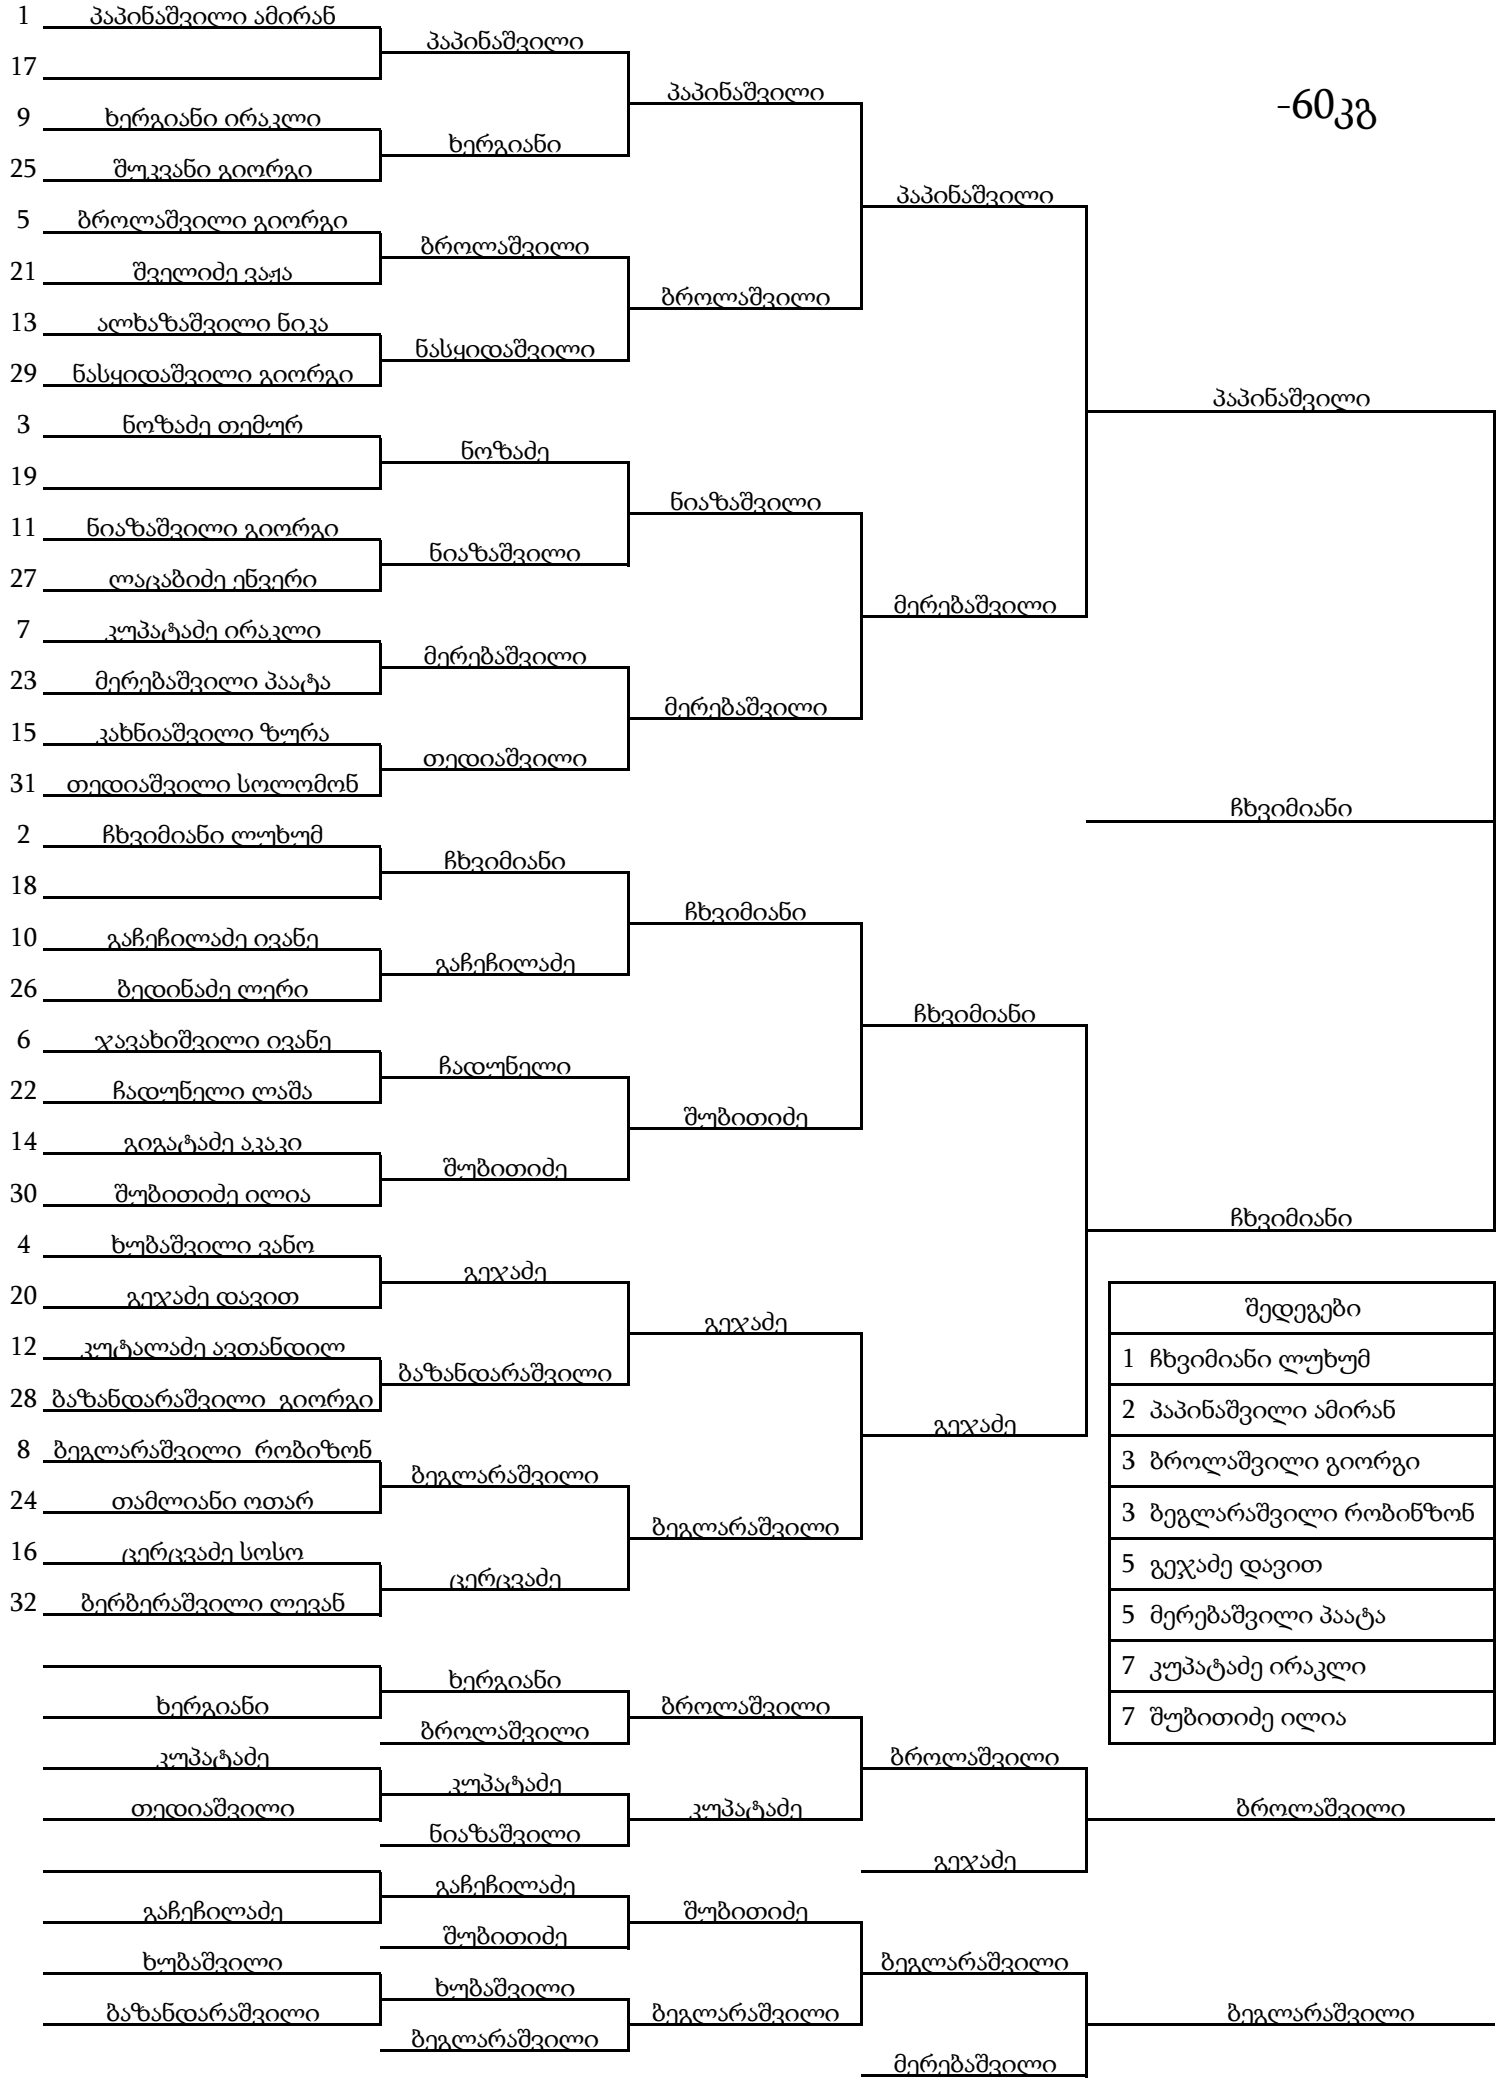 -60კგ
1 პაპინაშვილი ამირან
17
9 ხერგიანი ირაკლი
25 შუკვანი გიორგი
5 ბროლაშვილი გიორგი
21 შველიძე ვაჟა
13 ალხაზაშვილი ნიკა
29 ნასყიდაშვილი გიორგი
3 ნოზაძე თემურ
19
11 ნიაზაშვილი გიორგი
27 ლაცაბიძე ენვერი
7 კუპატაძე ირაკლი
23 მერებაშვილი პაატა
15 კახნიაშვილი ზურა
31 თედიაშვილი სოლომონ
2 ჩხვიმიანი ლუხუმ
18
10 გაჩეჩილაძე ივანე
26 ბედინაძე ლერი
6 ჯავახიშვილი ივანე
22 ჩადუნელი ლაშა
14 გიგატაძე აკაკი
30 შუბითიძე ილია
4 ხუბაშვილი ვანო
20 გეჯაძე დავით
12 კუტალაძე ავთანდილ
28 ბაზანდარაშვილი გიორგი
8 ბეგლარაშვილი რობიზონ
24 თამლიანი ოთარ
16 ცერცვაძე სოსო
32 ბერბერაშვილი ლევან
პაპინაშვილი
ხერგიანი
ბროლაშვილი
ნასყიდაშვილი
ნოზაძე
ნიაზაშვილი
მერებაშვილი
თედიაშვილი
ჩხვიმიანი
გაჩეჩილაძე
ჩადუნელი
შუბითიძე
გეჯაძე
ბაზანდარაშვილი
ბეგლარაშვილი
ცერცვაძე
პაპინაშვილი
ბროლაშვილი
ნიაზაშვილი
მერებაშვილი
ჩხვიმიანი
შუბითიძე
გეჯაძე
ბეგლარაშვილი
პაპინაშვილი
მერებაშვილი
ჩხვიმიანი
გეჯაძე
პაპინაშვილი
ჩხვიმიანი
ჩხვიმიანი
შედეგები
1 ჩხვიმიანი ლუხუმ
2 პაპინაშვილი ამირან
3 ბროლაშვილი გიორგი
3 ბეგლარაშვილი რობინზონ
5 გეჯაძე დავით
5 მერებაშვილი პაატა
7 კუპატაძე ირაკლი
7 შუბითიძე ილია
ხერგიანი
კუპატაძე
თედიაშვილი
გაჩეჩილაძე
ხუბაშვილი
ბაზანდარაშვილი
ხერგიანი
ბროლაშვილი
კუპატაძე
ნიაზაშვილი
გაჩეჩილაძე
შუბითიძე
ხუბაშვილი
ბეგლარაშვილი
ბროლაშვილი
კუპატაძე
შუბითიძე
ბეგლარაშვილი
ბროლაშვილი
გეჯაძე
ბეგლარაშვილი
მერებაშვილი
ბროლაშვილი
ბეგლარაშვილი